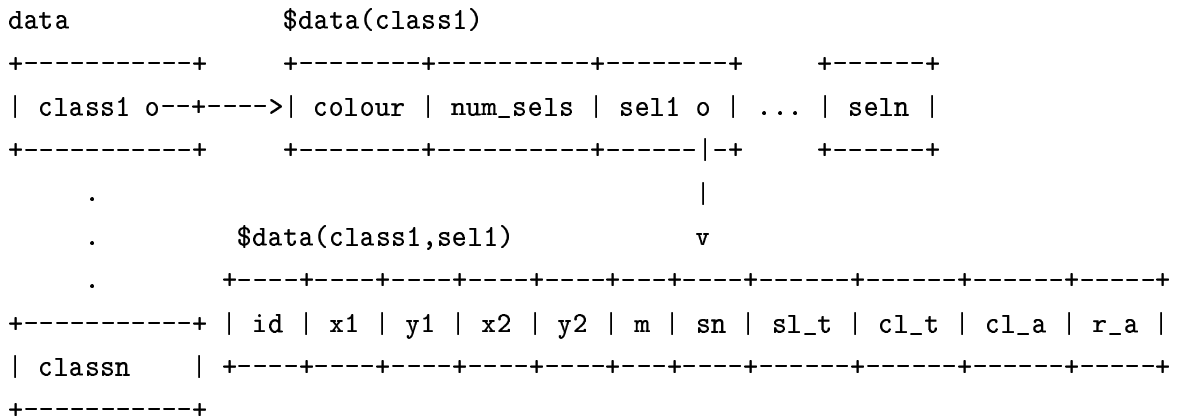 data              $data(class1)
+-----------+     +--------+----------+--------+     +------+
| class1 o--+---->| colour | num_sels | sel1 o | ... | seln |
+-----------+     +--------+----------+------|-+     +------+
     .                                       |
     .         $data(class1,sel1)            v
     .        +----+----+----+----+----+---+----+------+------+------+-----+
+-----------+ | id | x1 | y1 | x2 | y2 | m | sn | sl_t | cl_t | cl_a | r_a |
| classn    | +----+----+----+----+----+---+----+------+------+------+-----+
+-----------+